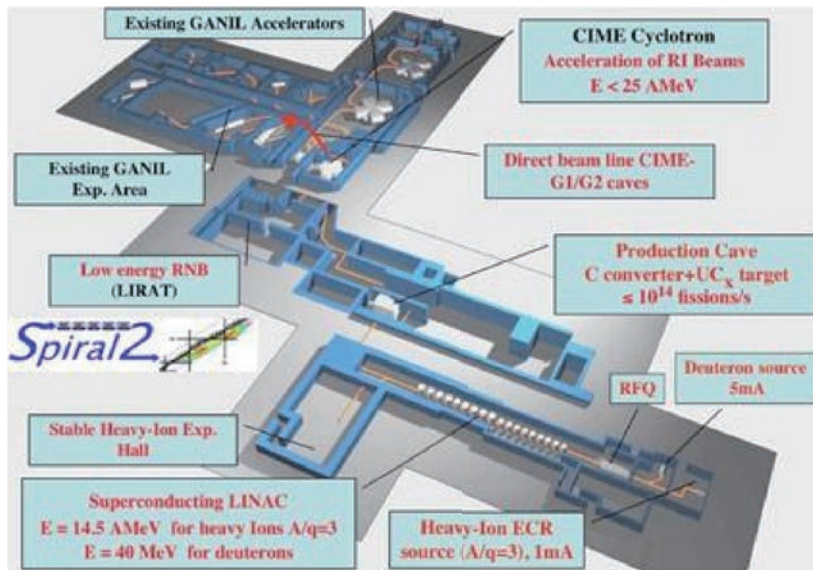 Existing GANIL Accelerators
CIME Cyclotron
Acceleration of RI Beams
E < 25 AMeV
Existing GANIL
Exp. Area
Direct beam line CIME-
G1/G2 caves
Low energy RNB
(LIRAT)
Production Cave
C converter+UCx target
≤ 10¹⁴ fissions/s
Spiral2
Deuteron source
5mA
RFQ
Stable Heavy-Ion Exp.
Hall
Superconducting LINAC
E = 14.5 AMeV for heavy Ions A/q=3
E = 40 MeV for deuterons
Heavy-Ion ECR
source (A/q=3), 1mA